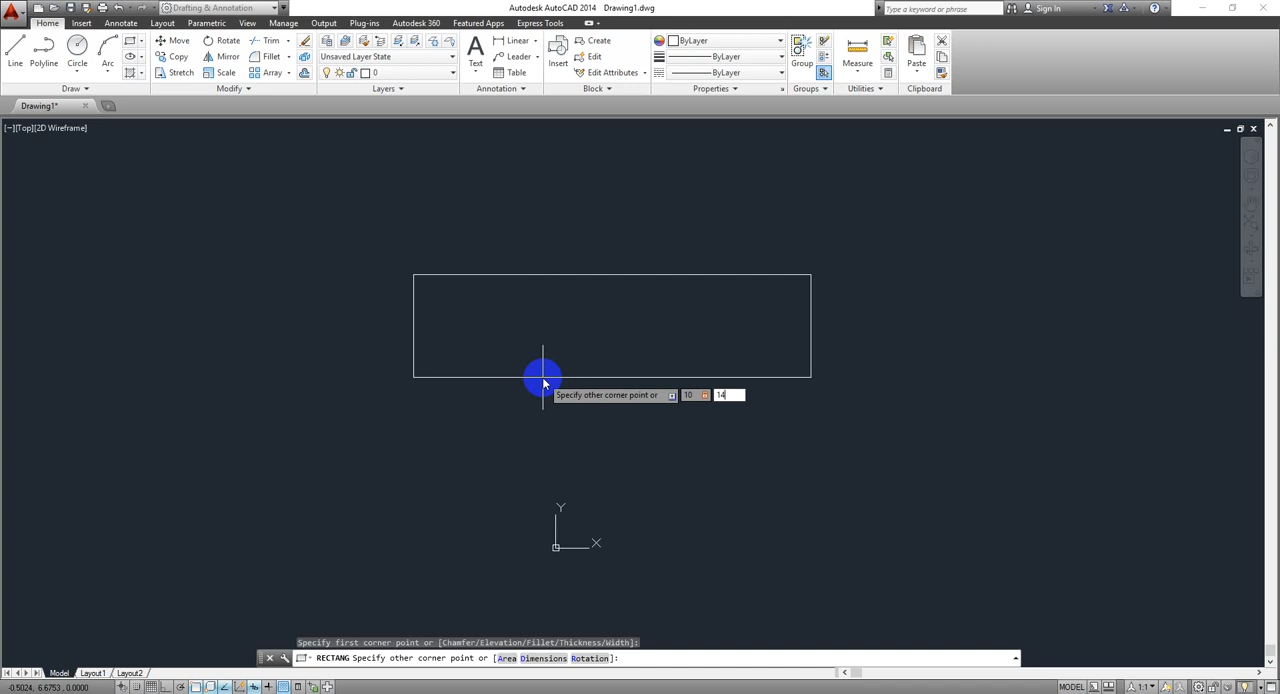 Drafting & Annotation
Autodesk AutoCAD 2014 Drawing1.dwg
Type a keyword or phrase
Sign In
Home Insert Annotate Layout Parametric View Manage Output Plug-ins Autodesk 360 Featured Apps Express Tools
Line Polyline Circle Arc
Move Rotate Trim
Copy Mirror Fillet
Stretch Scale Array
Unsaved Layer State
0
Text
Linear
Leader
Table
Insert
Create
Edit
Edit Attributes
ByLayer
ByLayer
ByLayer
Group
Measure
Paste
Draw Modify Layers Annotation Block Properties Groups Utilities Clipboard
Drawing1*
[−][Top][2D Wireframe]
Specify other corner point or 10 14
Y
X
Specify first corner point or [Chamfer/Elevation/Fillet/Thickness/Width]:
RECTANG Specify other corner point or [Area Dimensions Rotation]:
Model Layout1 Layout2
-0.5024, 6.6753, 0.0000
MODEL
1:1